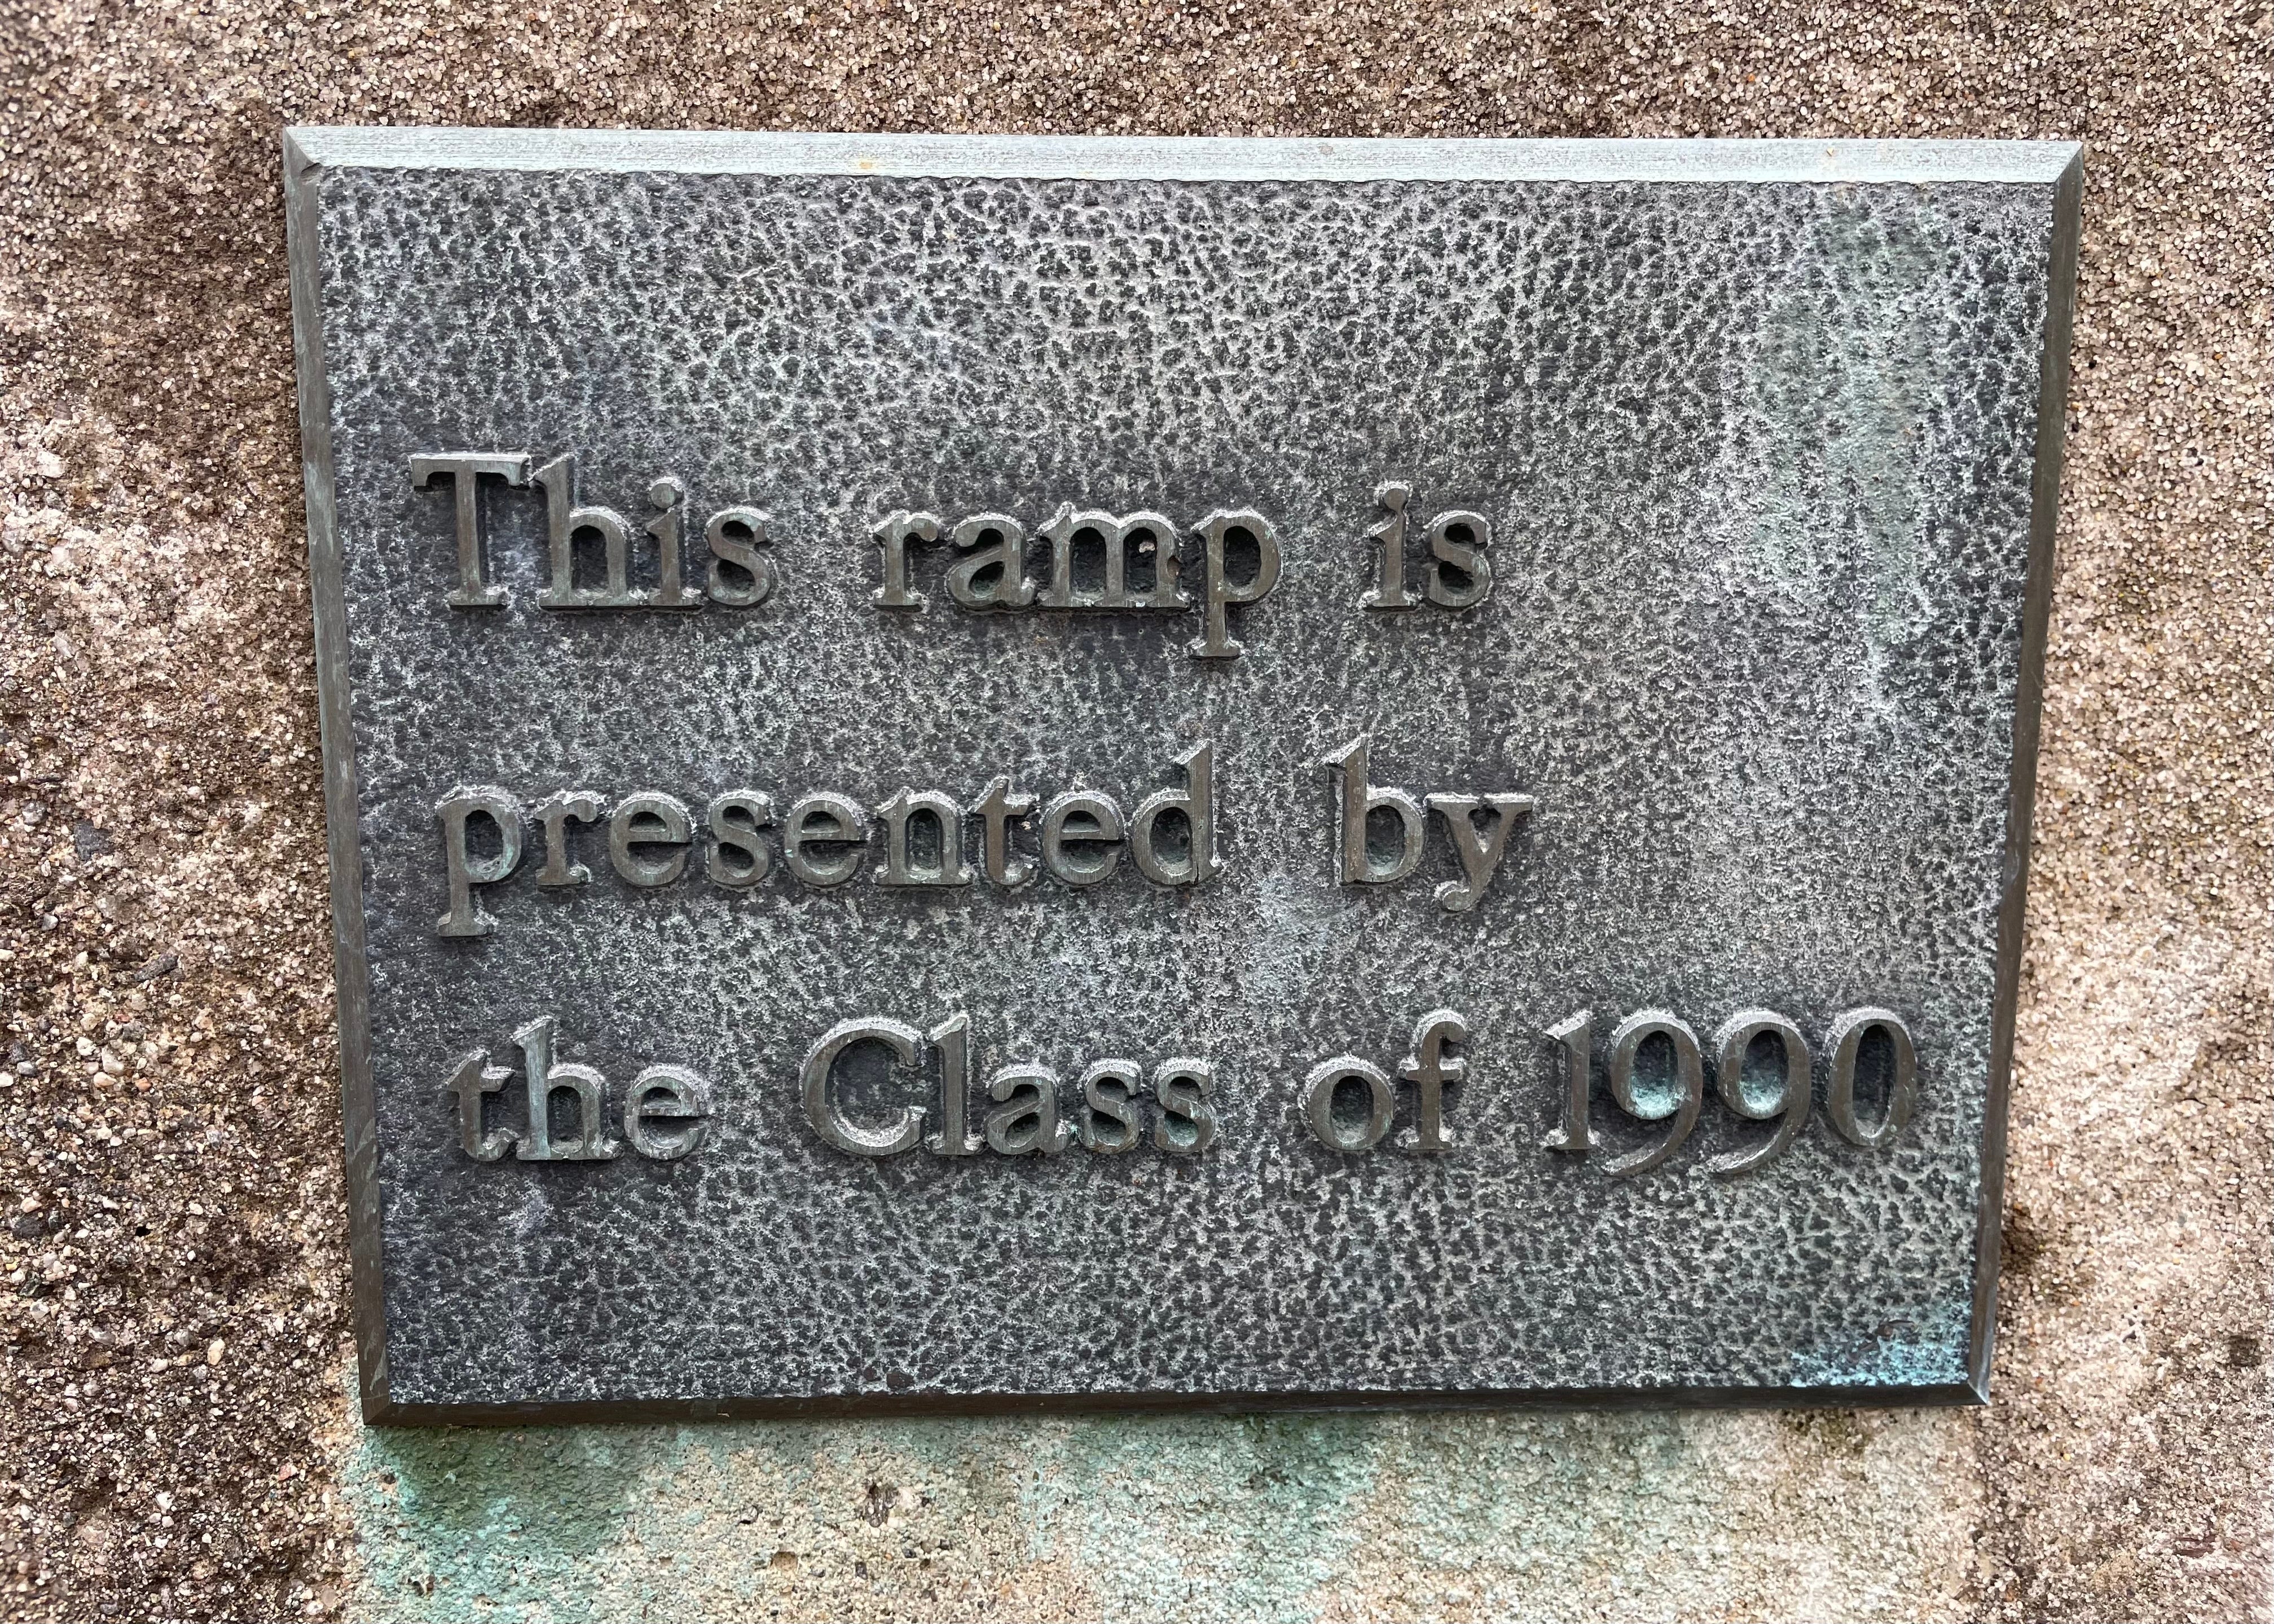 This ramp is
presented by
the Class of 1990